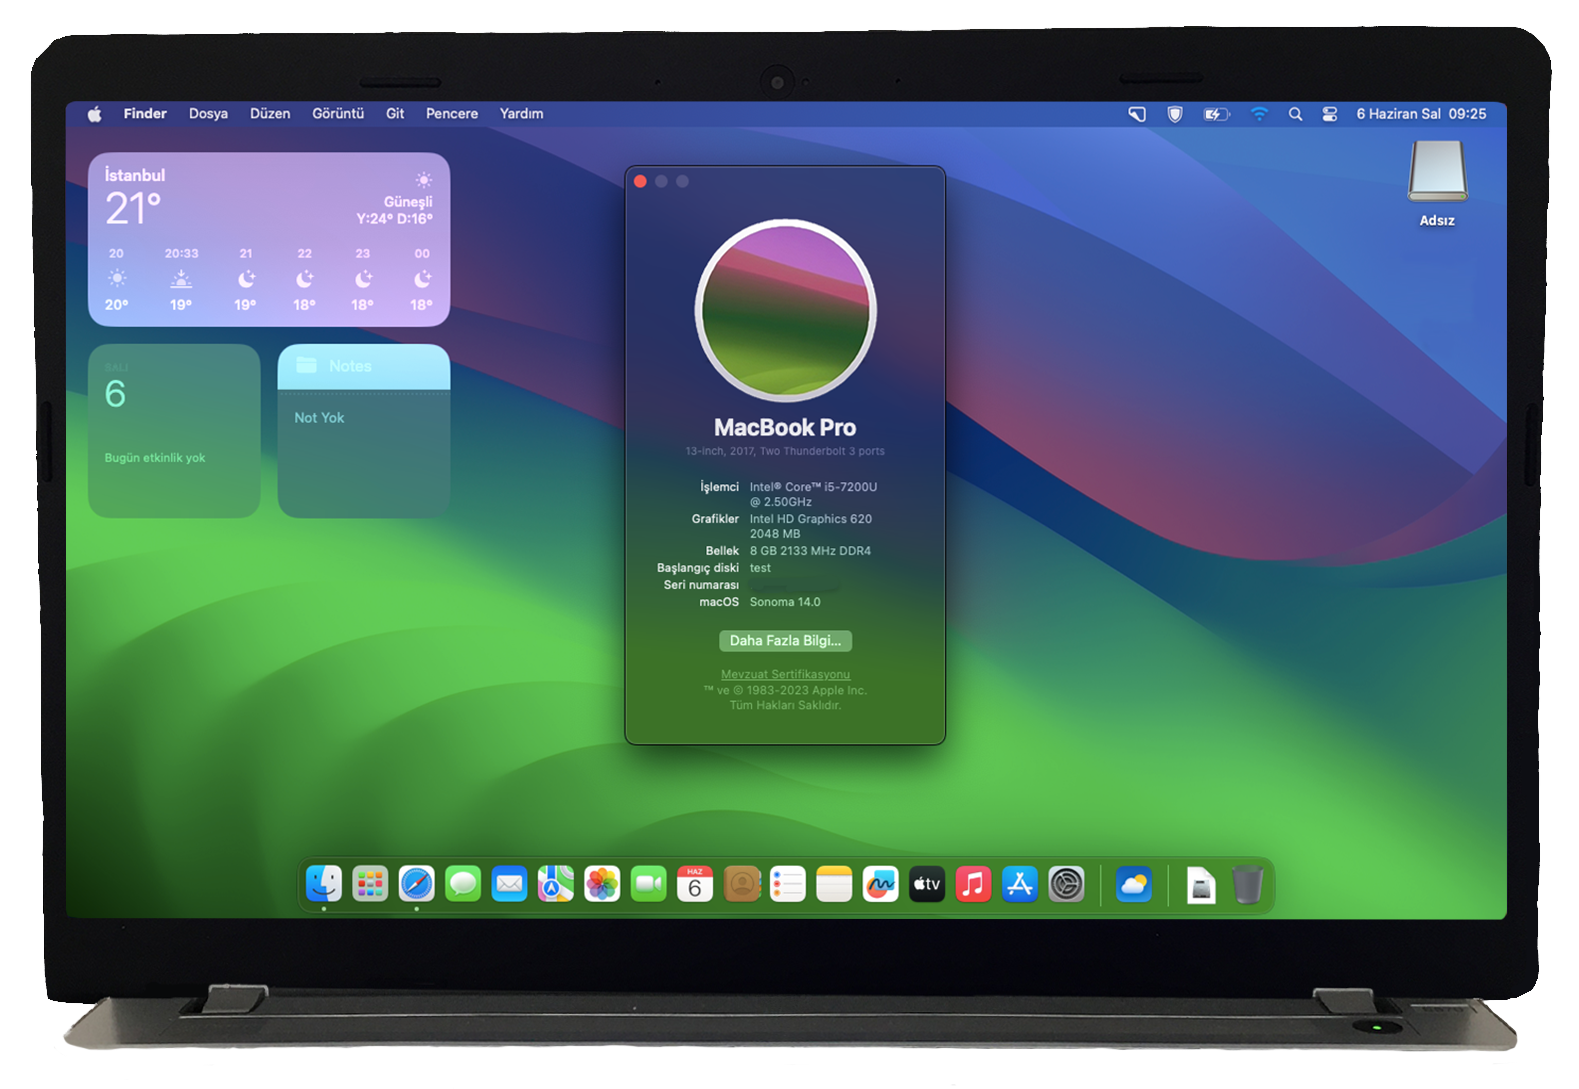 Finder Dosya Düzen Görüntü Git Pencere Yardım 6 Haziran Sal 09:25
İstanbul
21°
Güneşli
Y:24° D:16°
20 20:33 21 22 23 00
20° 19° 19° 18° 18° 18°
SALI
6
Bugün etkinlik yok
Notes
Not Yok
Adsız
MacBook Pro
13-inch, 2017, Two Thunderbolt 3 ports
İşlemci Intel® Core™ i5-7200U
@ 2.50GHz
Grafikler Intel HD Graphics 620
2048 MB
Bellek 8 GB 2133 MHz DDR4
Başlangıç diski test
Seri numarası
macOS Sonoma 14.0
Daha Fazla Bilgi...
Mevzuat Sertifikasyonu
™ ve © 1983-2023 Apple Inc.
Tüm Hakları Saklıdır.
HAZ
6
tv